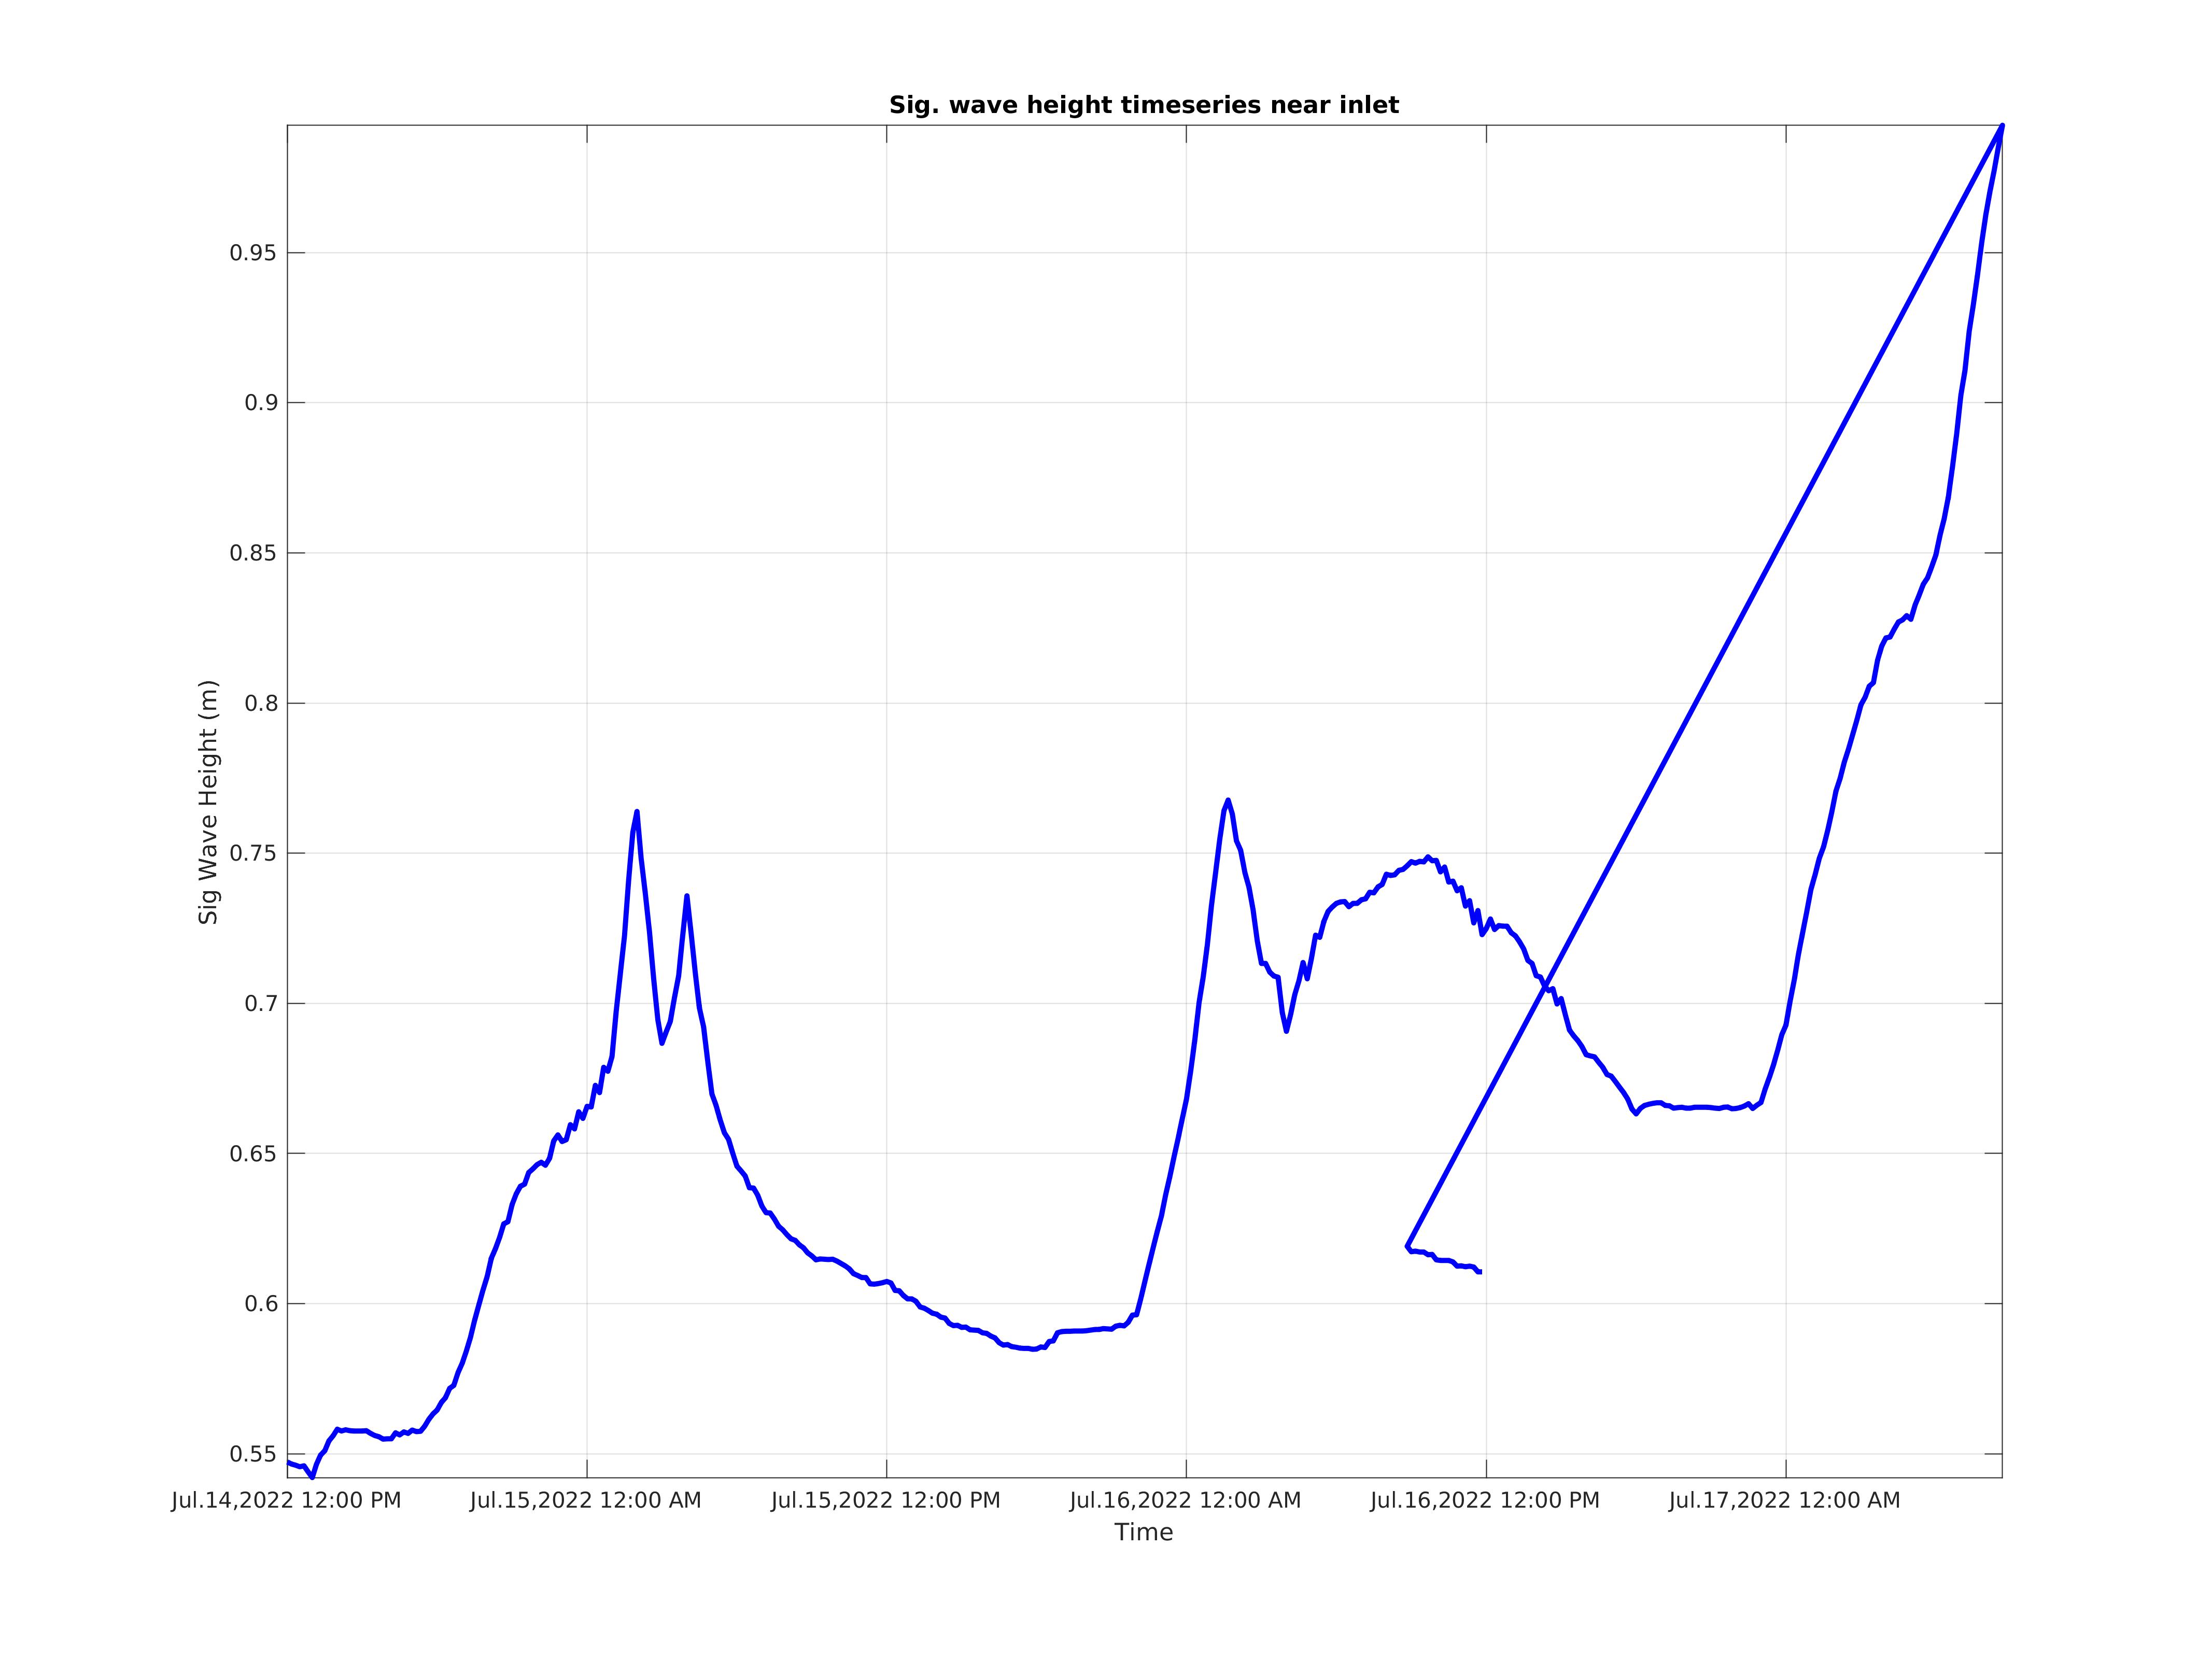 Sig. wave height timeseries near inlet
0.95
0.9
0.85
0.8
0.75
0.7
0.65
0.6
0.55
Sig Wave Height (m)
Jul.14,2022 12:00 PM
Jul.15,2022 12:00 AM
Jul.15,2022 12:00 PM
Jul.16,2022 12:00 AM
Jul.16,2022 12:00 PM
Jul.17,2022 12:00 AM
Time